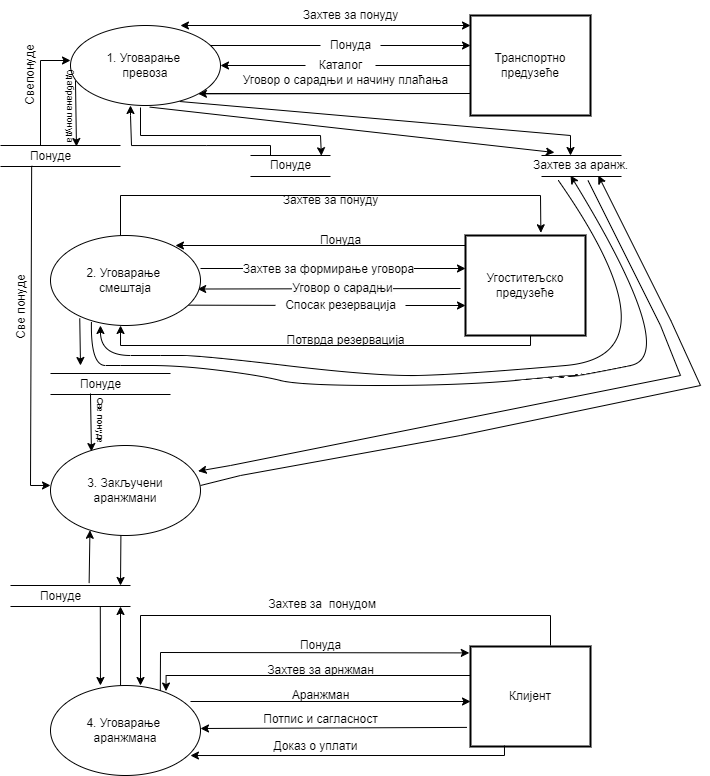 Захтев за понуду
1. Уговарање
превоза
Понуда
Каталог
Уговор о сарадњи и начину плаћања
Транспортно
предузеће
Свепонуде
Одабрана понуда
Понуде
Понуде
Захтев за аранж.
Захтев за понуду
Понуда
2. Уговарање
смештаја
Захтев за формирање уговора
Уговор о сарадњи
Спосак резервација
Угоститељско
предузеће
Потврда резервација
Све понуде
Понуде
Све понуде
3. Закључени
аранжмани
Понуде
Захтев за понудом
Понуда
Захтев за арнжман
Аранжман
Клијент
4. Уговарање
аранжмана
Потпис и сагласност
Доказ о уплати